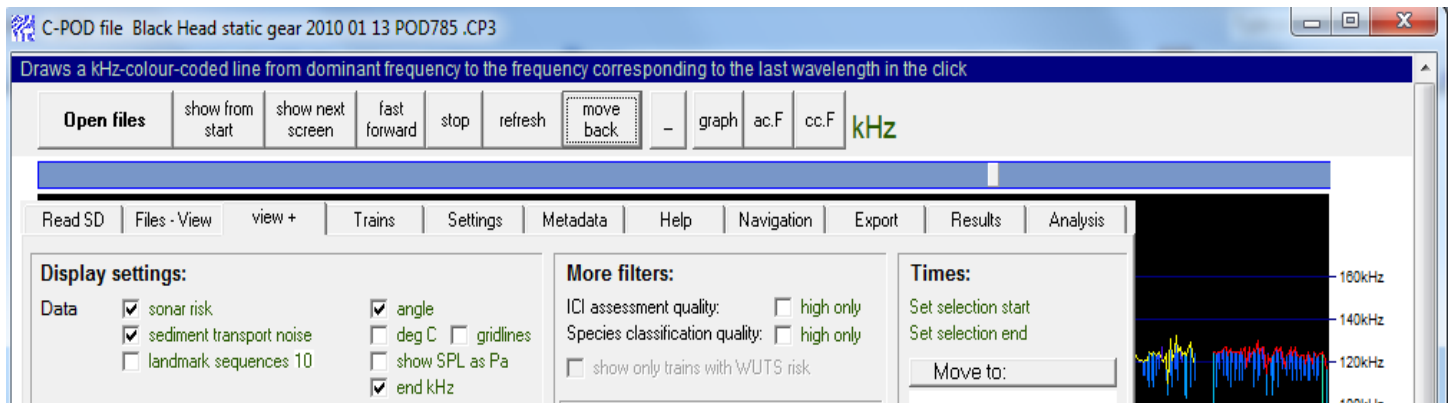 C-POD file Black Head static gear 2010 01 13 POD785 .CP3
Draws a kHz-colour-coded line from dominant frequency to the frequency corresponding to the last wavelength in the click
Open files show from start show next screen fast forward stop refresh move back _ graph ac.F cc.F kHz
Read SD Files - View view + Trains Settings Metadata Help Navigation Export Results Analysis
Display settings: More filters: Times:
Data sonar risk angle ICI assessment quality: high only Set selection start
sediment transport noise deg C gridlines Species classification quality: high only Set selection end
landmark sequences 10 show SPL as Pa show only trains with WUTS risk Move to:
end kHz
160kHz
140kHz
120kHz